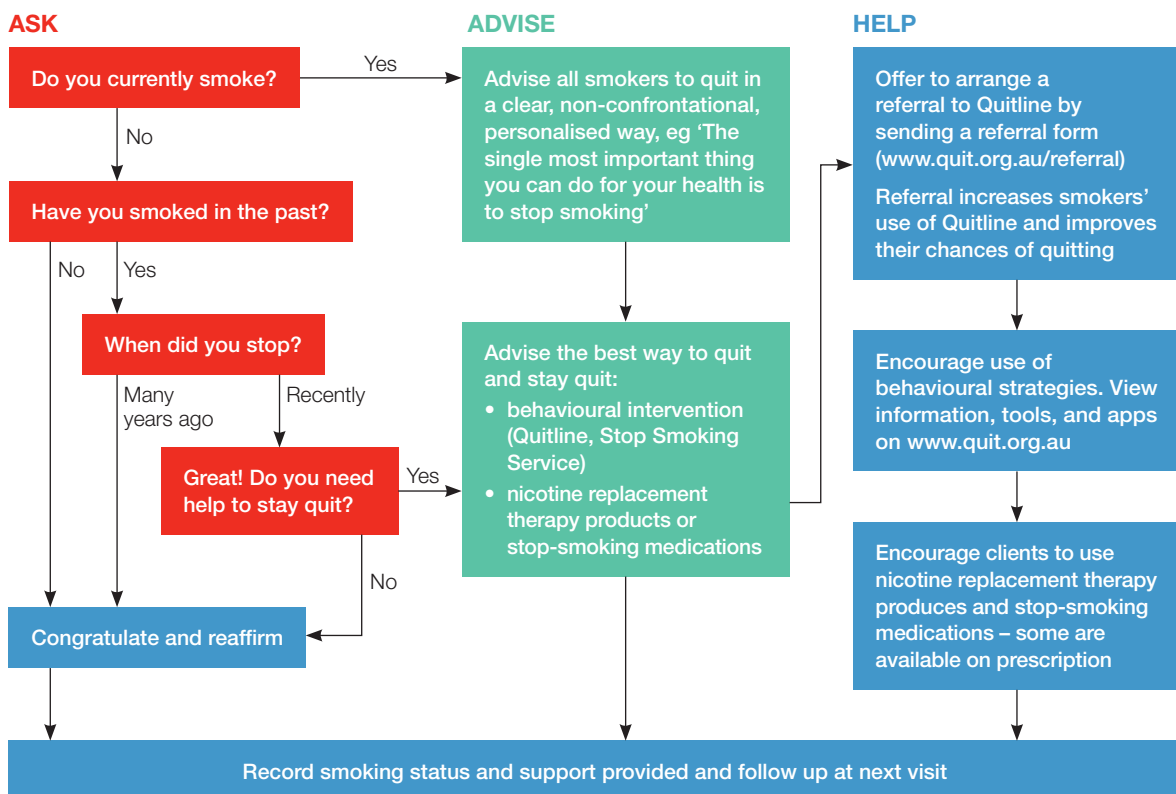 ASK
Do you currently smoke?
Yes
No
Have you smoked in the past?
No
Yes
When did you stop?
Many
years ago
Recently
Great! Do you need
help to stay quit?
Yes
No
Congratulate and reaffirm
ADVISE
Advise all smokers to quit in
a clear, non-confrontational,
personalised way, eg ‘The
single most important thing
you can do for your health is
to stop smoking’
Advise the best way to quit
and stay quit:
• behavioural intervention
(Quitline, Stop Smoking
Service)
• nicotine replacement
therapy products or
stop-smoking medications
HELP
Offer to arrange a
referral to Quitline by
sending a referral form
(www.quit.org.au/referral)
Referral increases smokers’
use of Quitline and improves
their chances of quitting
Encourage use of
behavioural strategies. View
information, tools, and apps
on www.quit.org.au
Encourage clients to use
nicotine replacement therapy
produces and stop-smoking
medications – some are
available on prescription
Record smoking status and support provided and follow up at next visit